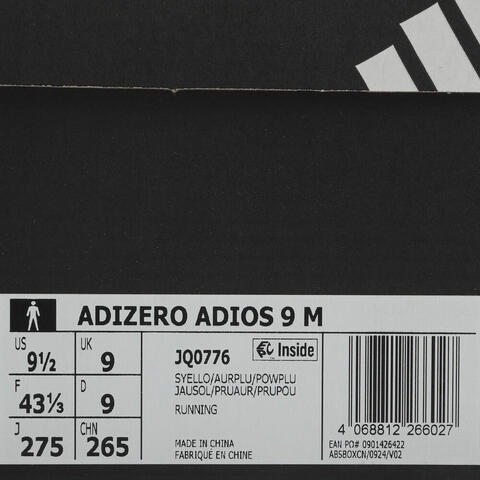 ADIZERO ADIOS 9 M
US 9½ UK 9
F 43⅓ D 9
J 275 CHN 265
JQ0776
Inside
SYELLO/AURPLU/POWPLU
JAUSOL/PRUAUR/PRUPOU
RUNNING
MADE IN CHINA
FABRIQUÉ EN CHINE
4 068812 266027
EAN PO# 0901426422
ABSBOXCN/0924/V02